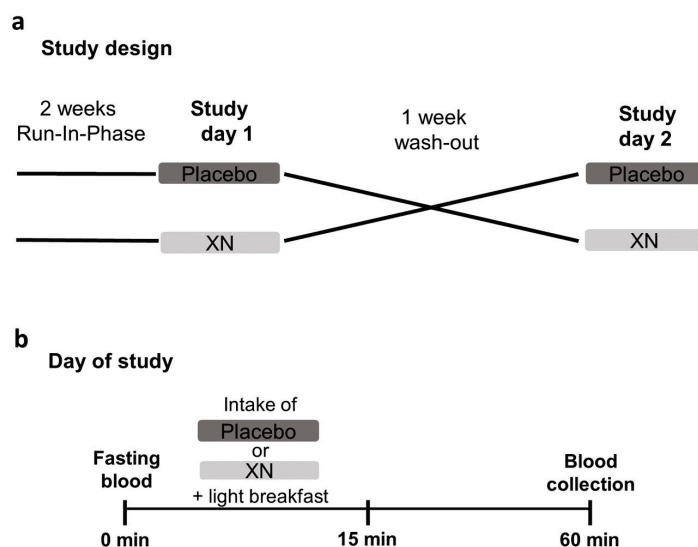 a
Study design
2 weeks
Run-In-Phase
Study
day 1
1 week
wash-out
Study
day 2
Placebo
Placebo
XN
XN
b
Day of study
Intake of
Placebo
or
XN
+ light breakfast
Fasting
blood
Blood
collection
0 min
15 min
60 min